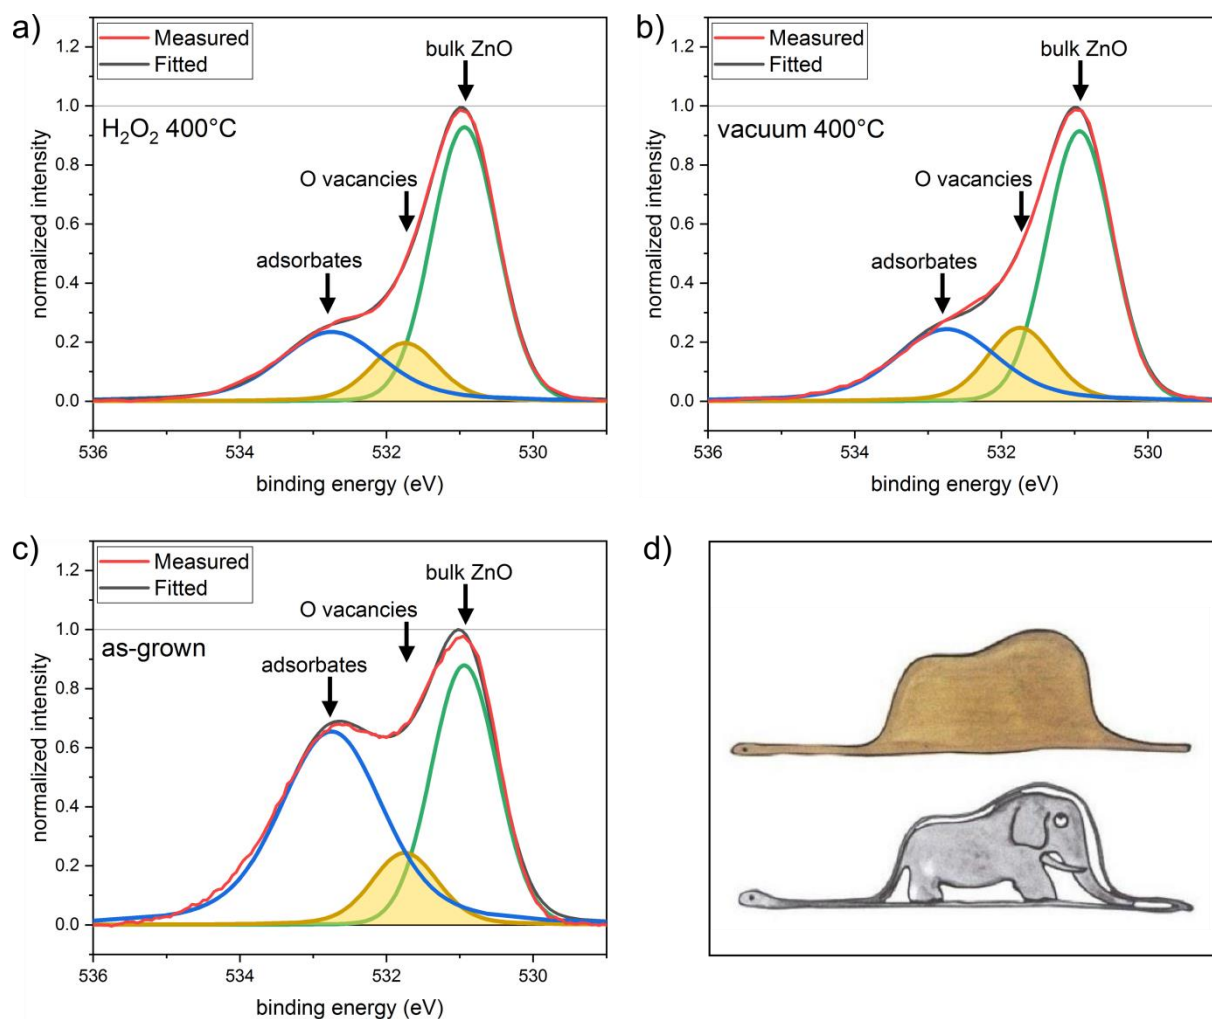 a)
Measured
Fitted
bulk ZnO
H₂O₂ 400°C
O vacancies
adsorbates
normalized intensity
1.2
1.0
0.8
0.6
0.4
0.2
0.0
536
534
532
530
binding energy (eV)
b)
Measured
Fitted
bulk ZnO
vacuum 400°C
O vacancies
adsorbates
normalized intensity
1.2
1.0
0.8
0.6
0.4
0.2
0.0
536
534
532
530
binding energy (eV)
c)
Measured
Fitted
bulk ZnO
O vacancies
as-grown
adsorbates
normalized intensity
1.2
1.0
0.8
0.6
0.4
0.2
0.0
536
534
532
530
binding energy (eV)
d)